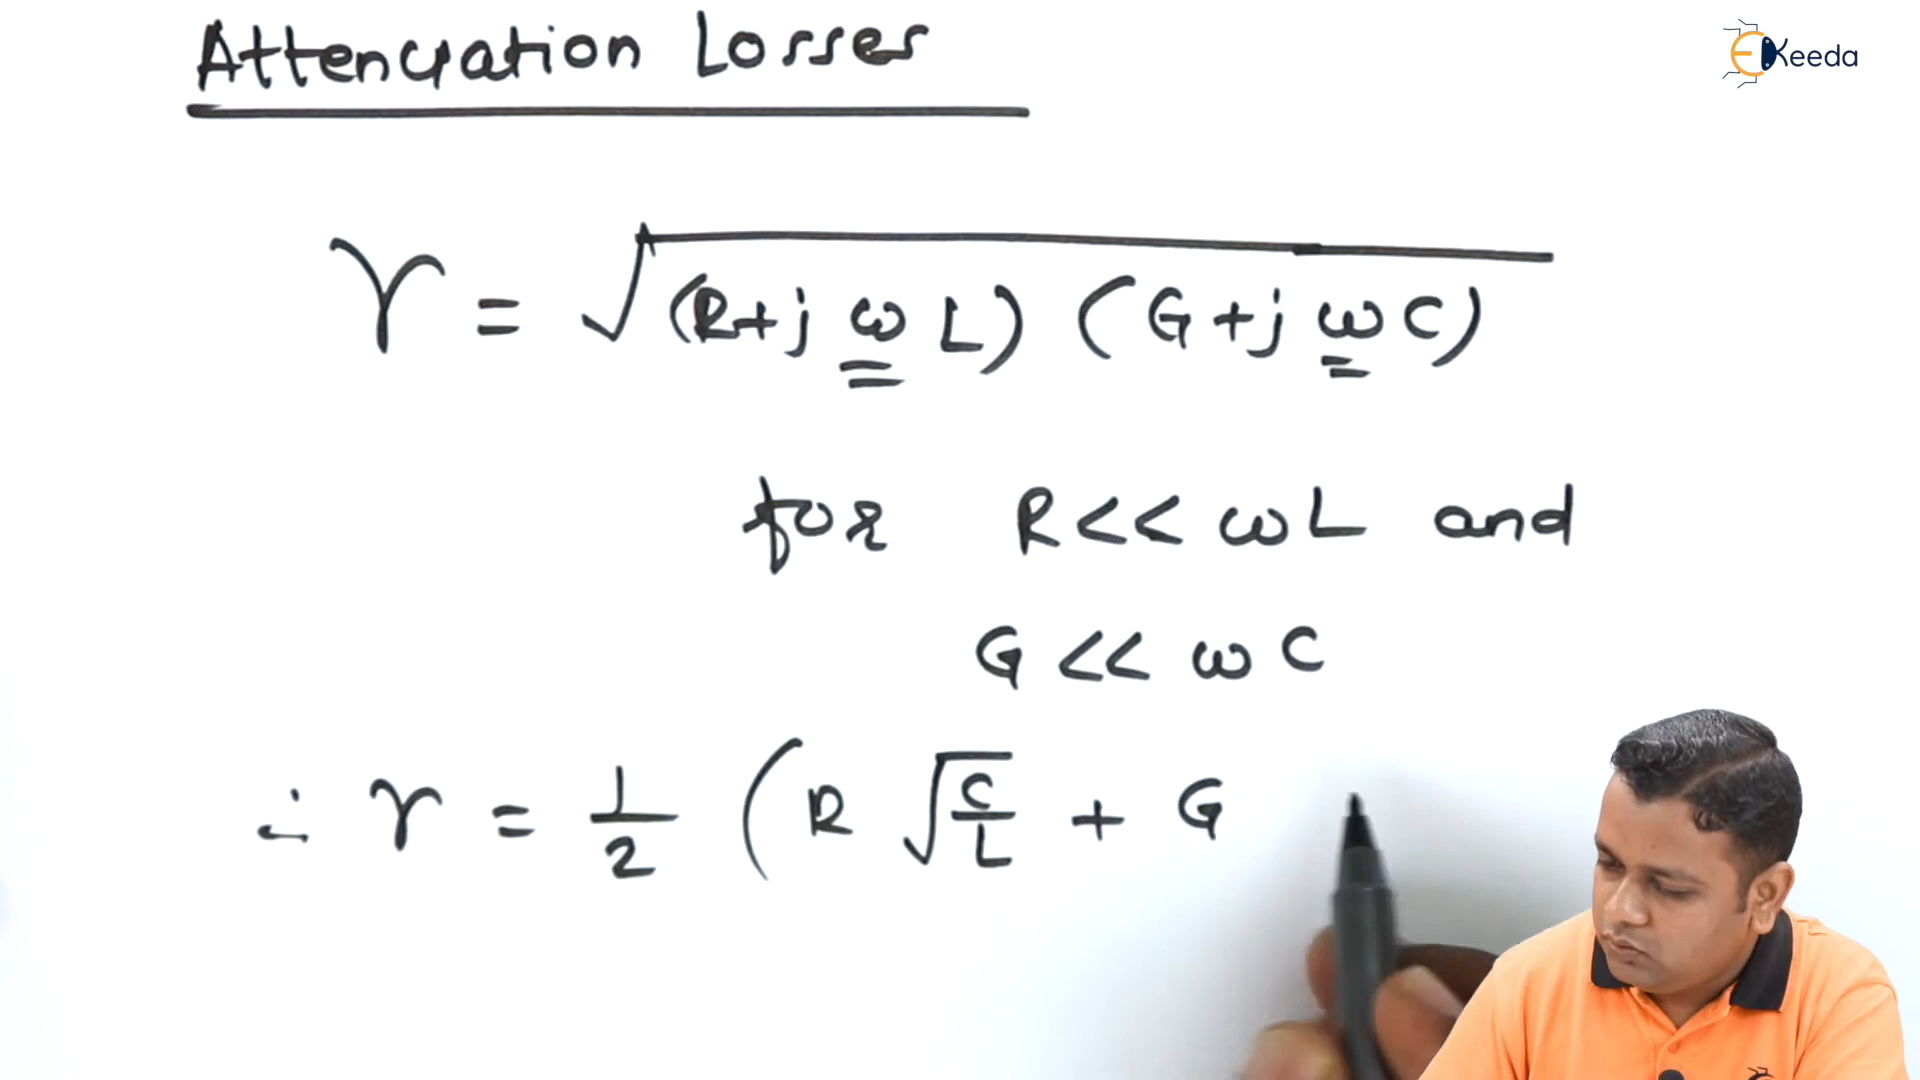 Attenuation Losses
EKeeda
γ = √(R+jωL) (G+jωC)
for R<< ωL and
G << ωC
∴ γ = 1/2 (R √C/L + G